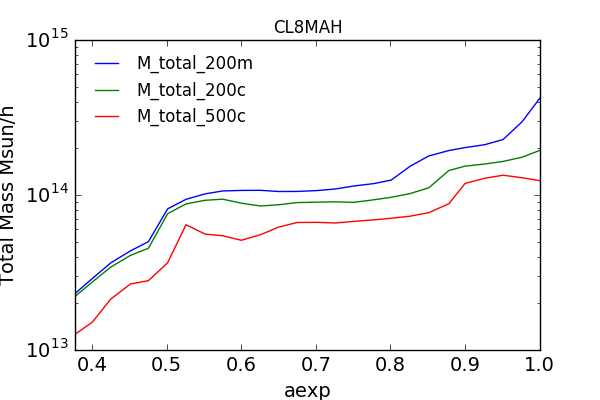 CL8MAH
10^15
10^14
10^13
Total Mass Msun/h
M_total_200m
M_total_200c
M_total_500c
0.4 0.5 0.6 0.7 0.8 0.9 1.0
aexp